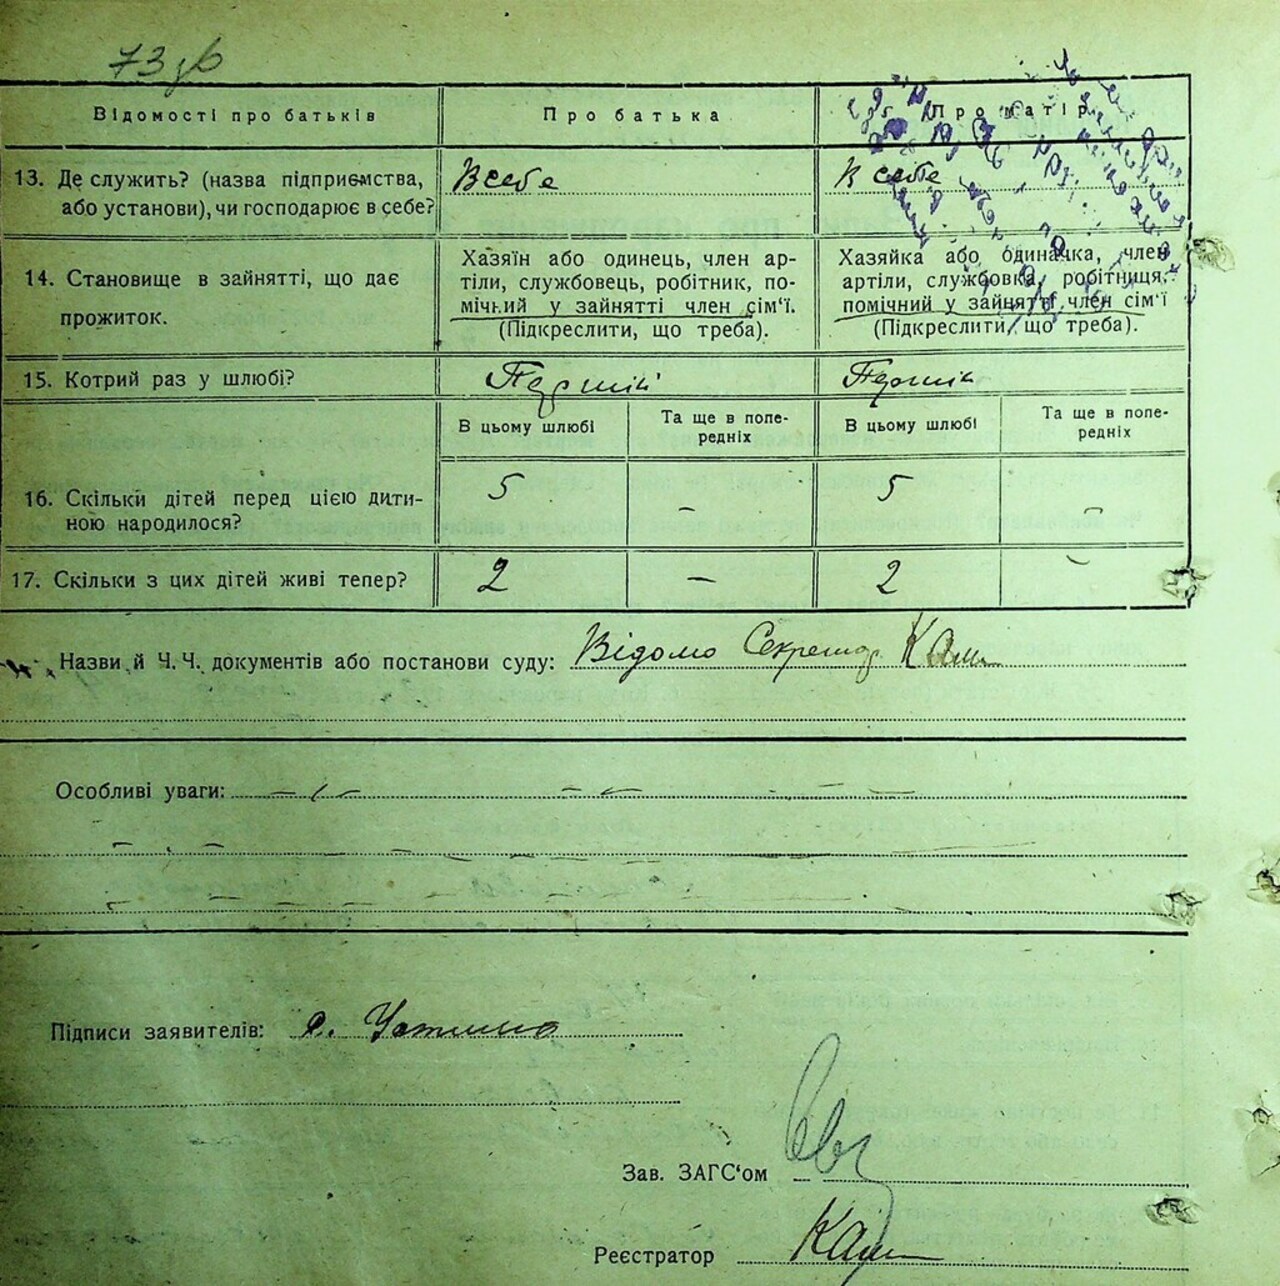 73 зв
Відомості про батьків
Про батька
Про матір
13. Де служить? (назва підприємства,
або установи), чи господарює в себе?
В себе
В себе
14. Становище в зайнятті, що дає
прожиток.
Хазяїн або одинець, член ар-
тіли, службовець, робітник, по-
мічний у зайнятті член сім‘ї.
(Підкреслити, що треба).
Хазяйка або одиначка, член
артіли, службовка, робітниця,
помічний у зайнятті член сім‘ї
(Підкреслити, що треба).
15. Котрий раз у шлюбі?
Перший
Перший
В цьому шлюбі
Та ще в попе-
редніх
В цьому шлюбі
Та ще в попе-
редніх
16. Скільки дітей перед цією дити-
ною народилося?
5
–
5
–
17. Скільки з цих дітей живі тепер?
2
–
2
–
Назви й Ч. Ч. документів або постанови суду: Відомо Секретар
Особливі уваги:
Підписи заявителів:
Зав. ЗАГС‘ом
Реєстратор